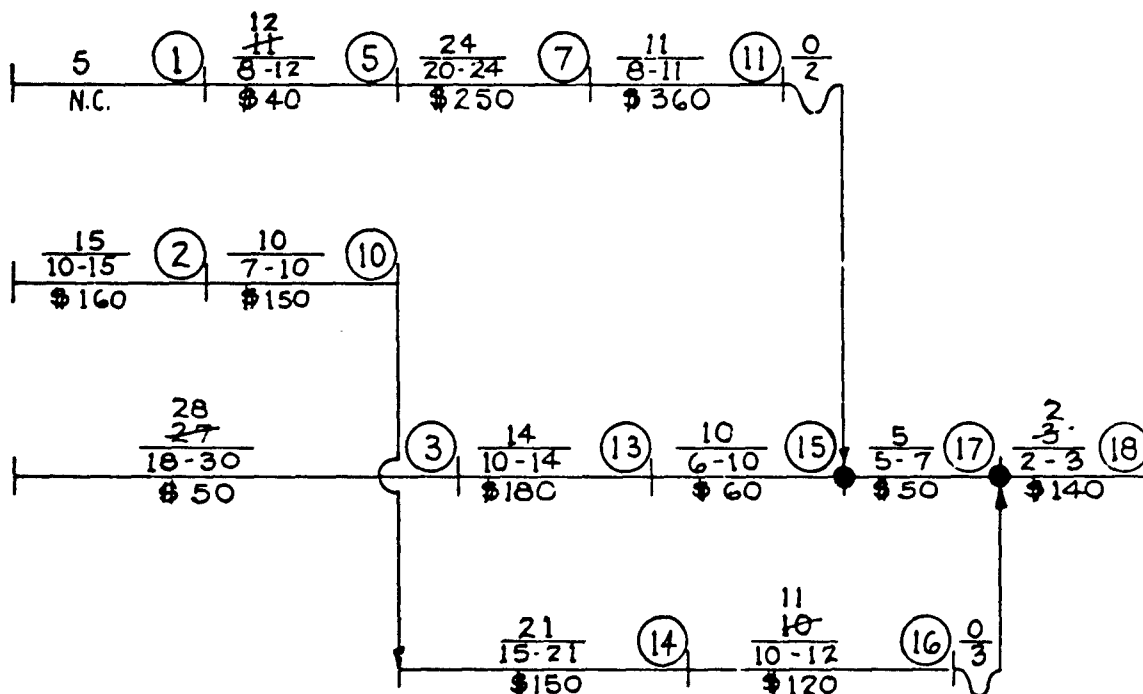 12
5 ① 11 ⑤ 24 ⑦ 11 ⑪ 0
8-12 20-24 8-11 2
N.C. $40 $250 $360
15 ② 10 ⑩
10-15 7-10
$160 $150
28 2
27 ③ 14 ⑬ 10 ⑮ 5 ⑰ 3 ⑱
18-30 10-14 6-10 5-7 2-3
$50 $180 $60 $50 $140
11
21 ⑭ 10 ⑯ 0
15-21 10-12 3
$150 $120